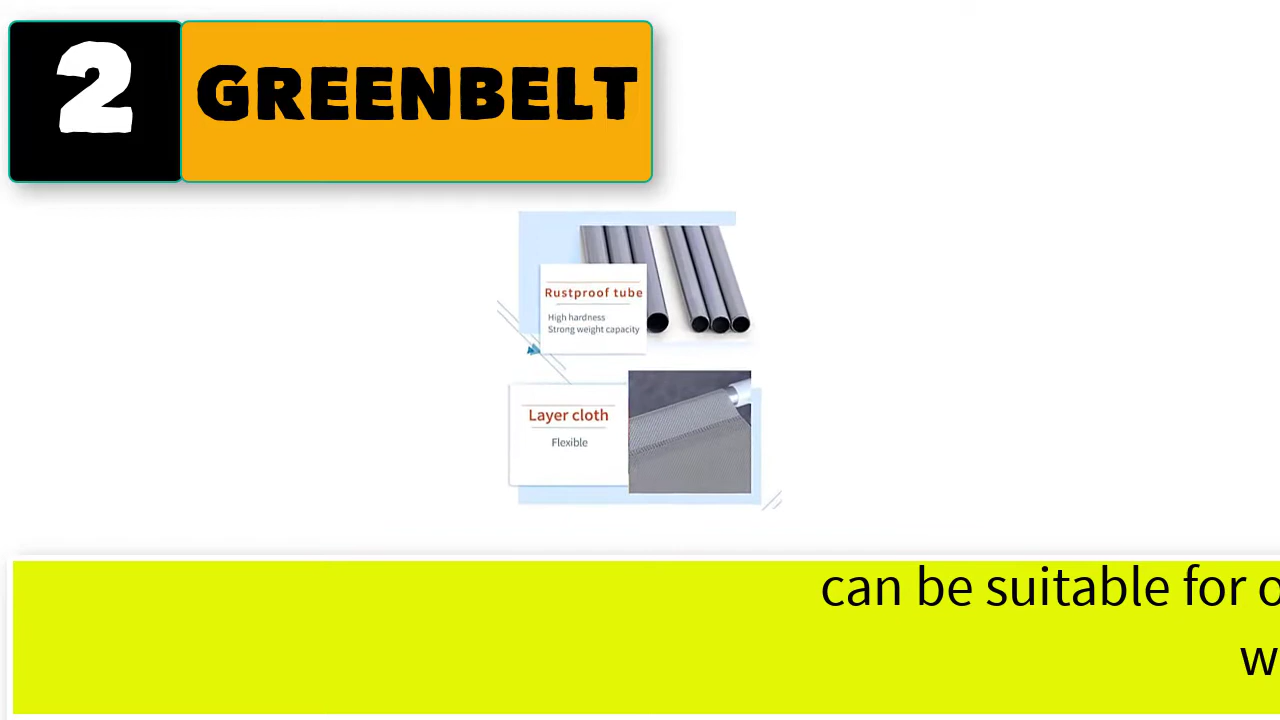 2
GREENBELT
Rustproof tube
High hardness
Strong weight capacity
Layer cloth
Flexible
can be suitable for